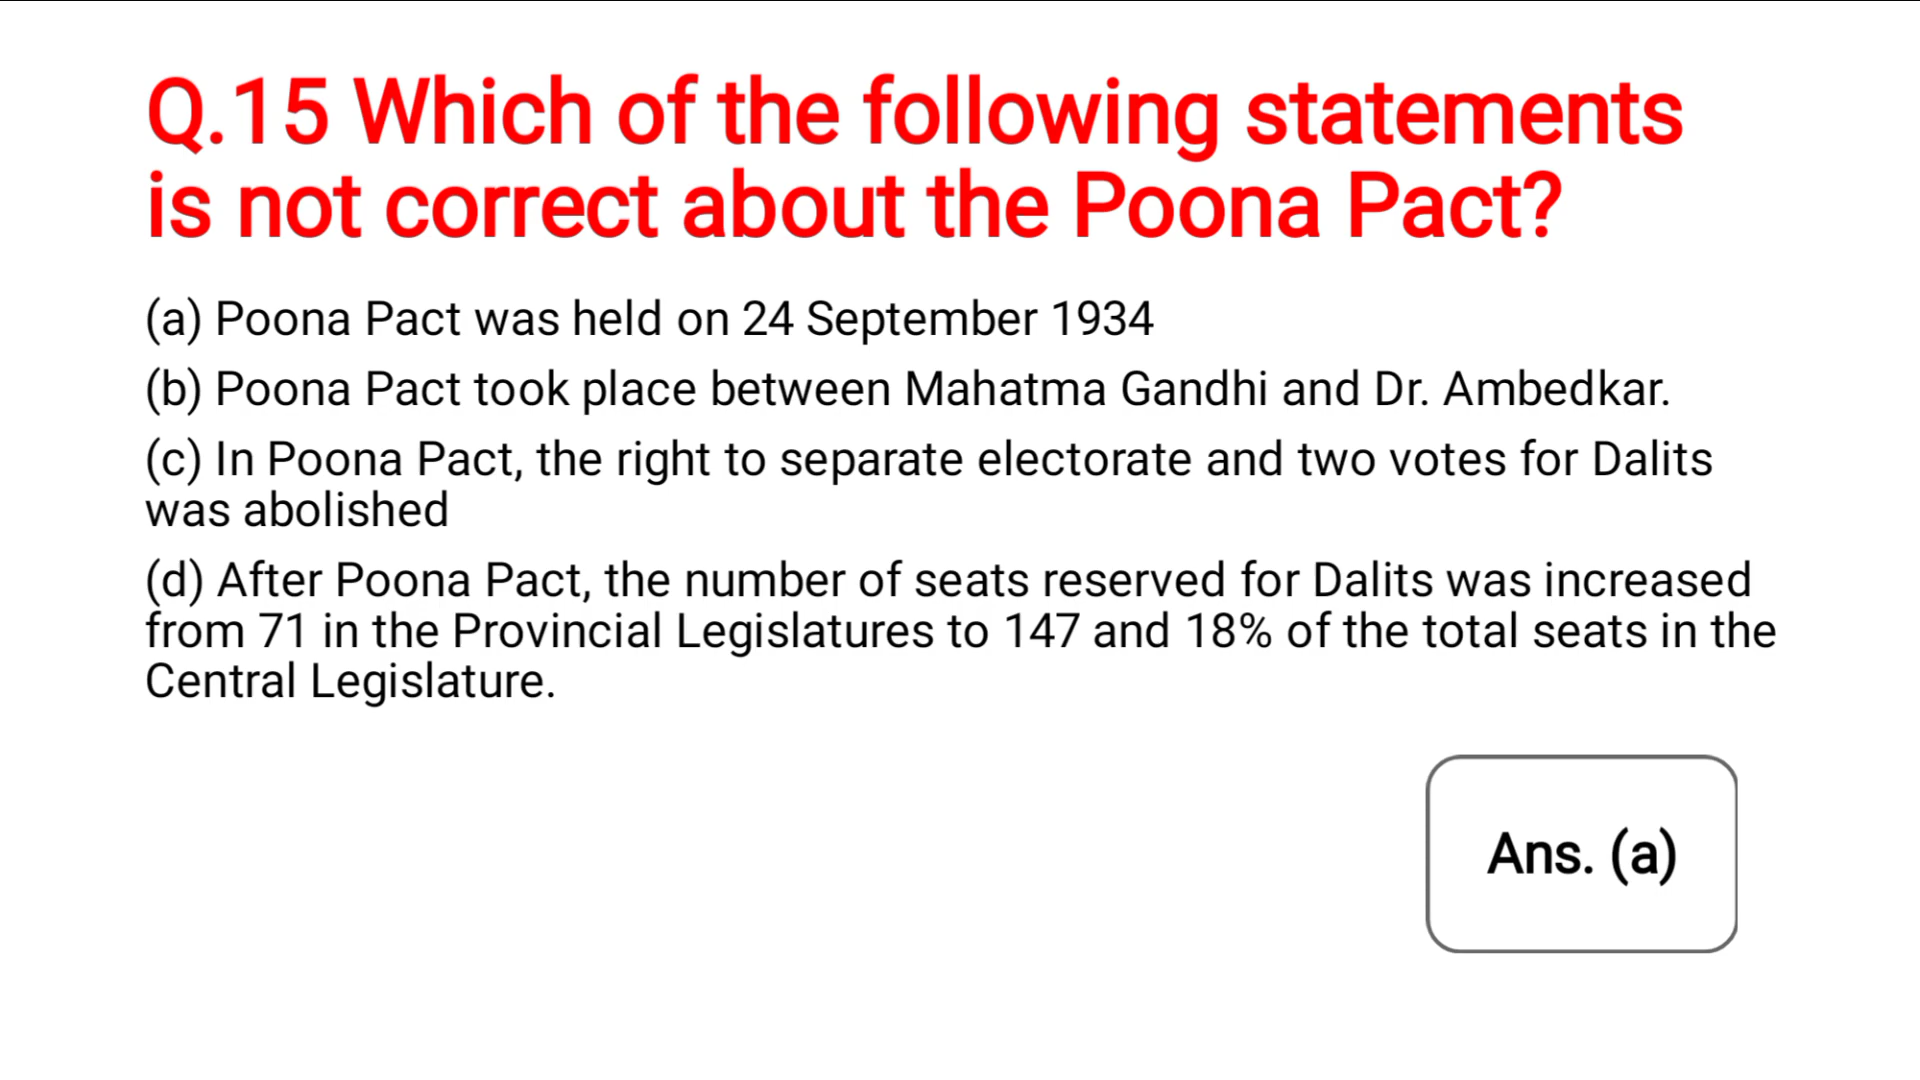 Q.15 Which of the following statements
is not correct about the Poona Pact?
(a) Poona Pact was held on 24 September 1934
(b) Poona Pact took place between Mahatma Gandhi and Dr. Ambedkar.
(c) In Poona Pact, the right to separate electorate and two votes for Dalits
was abolished
(d) After Poona Pact, the number of seats reserved for Dalits was increased
from 71 in the Provincial Legislatures to 147 and 18% of the total seats in the
Central Legislature.
Ans. (a)